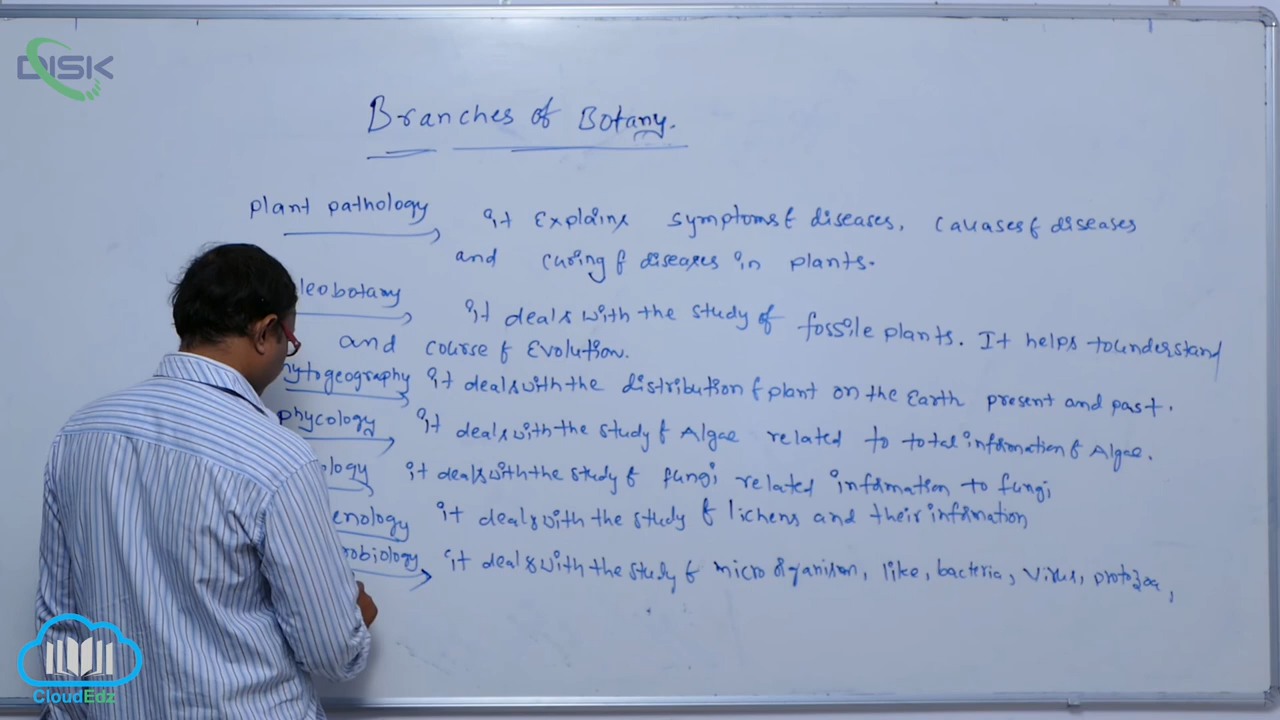 DISK
Branches of Botany.
plant pathology it Explains symptoms of diseases, Causes of diseases
and curing of diseases in plants.
leobotany it deals with the study of fossile plants. It helps to understand
and course of Evolution.
hytogeography it deals with the distribution of plant on the Earth present and past.
phycology it deals with the study of Algae related to total information of Algae.
ology it deals with the study of fungi related information to fungi,
enology it deals with the study of lichens and their information
robiology it deals with the study of micro organism, like, bacteria, Virus, protozoa,
CloudEdz